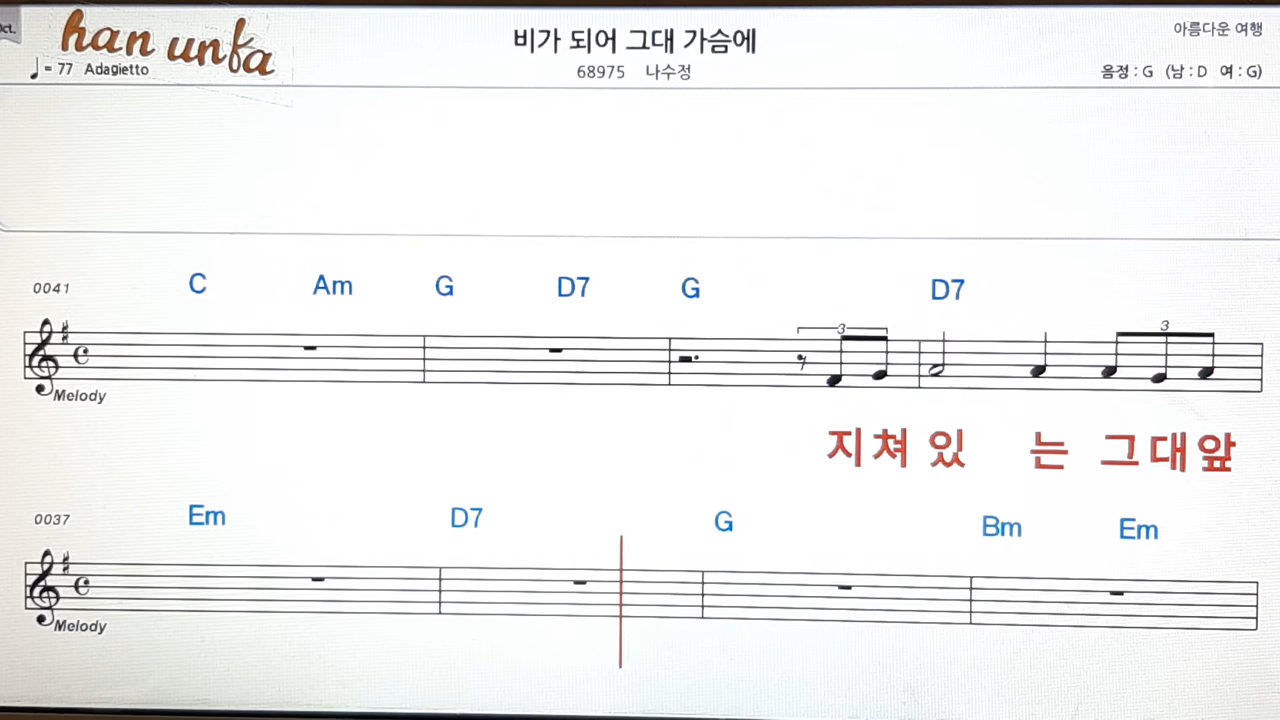 Oct.
han unfa
♩ = 77 Adagietto
비가 되어 그대 가슴에
68975 나수정
아름다운 여행
음정 : G (남 : D 여 : G)
0041 C Am G D7 G D7
3 3
Melody
지쳐 있 는 그대앞
0037 Em D7 G Bm Em
Melody